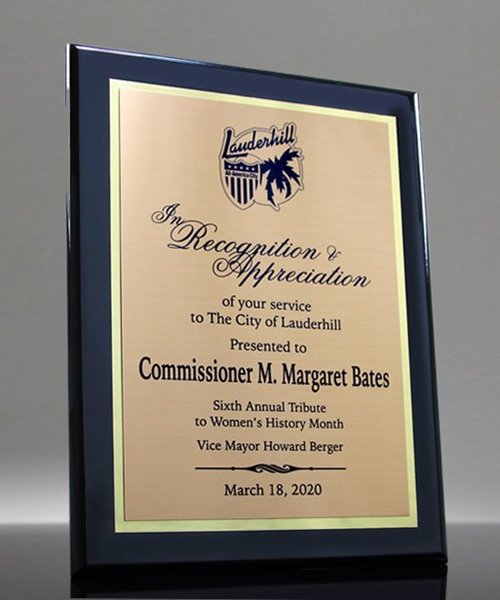 Lauderhill
All-America City
In
Recognition &
Appreciation
of your service
to The City of Lauderhill
Presented to
Commissioner M. Margaret Bates
Sixth Annual Tribute
to Women's History Month
Vice Mayor Howard Berger
March 18, 2020